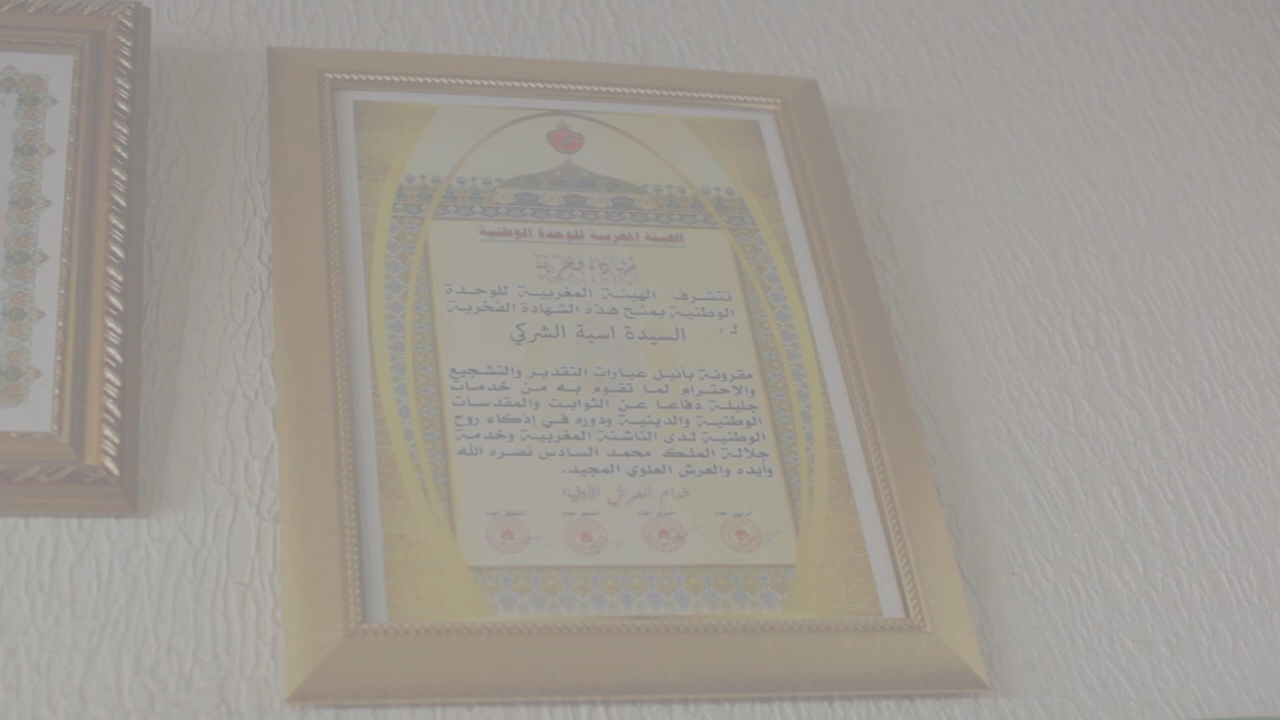 الهيئة المغربية للوحدة الوطنية
شهادة فخرية
تتشرف الهيئة المغربية للوحدة
الوطنية بمنح هذه الشهادة الفخرية
لـ :
السيدة اسية الشركي
مقرونة بأنبل عبارات التقدير والتشجيع
والاحترام لما تقوم به من خدمات
جليلة دفاعا عن الثوابت والمقدسات
الوطنية والدينية ودوره في إذكاء روح
الوطنية لدى الناشئة المغربية وخدمة
جلالة الملك محمد السادس نصره الله
وأيده والعرش العلوي المجيد.
خدام العرش الأوفياء